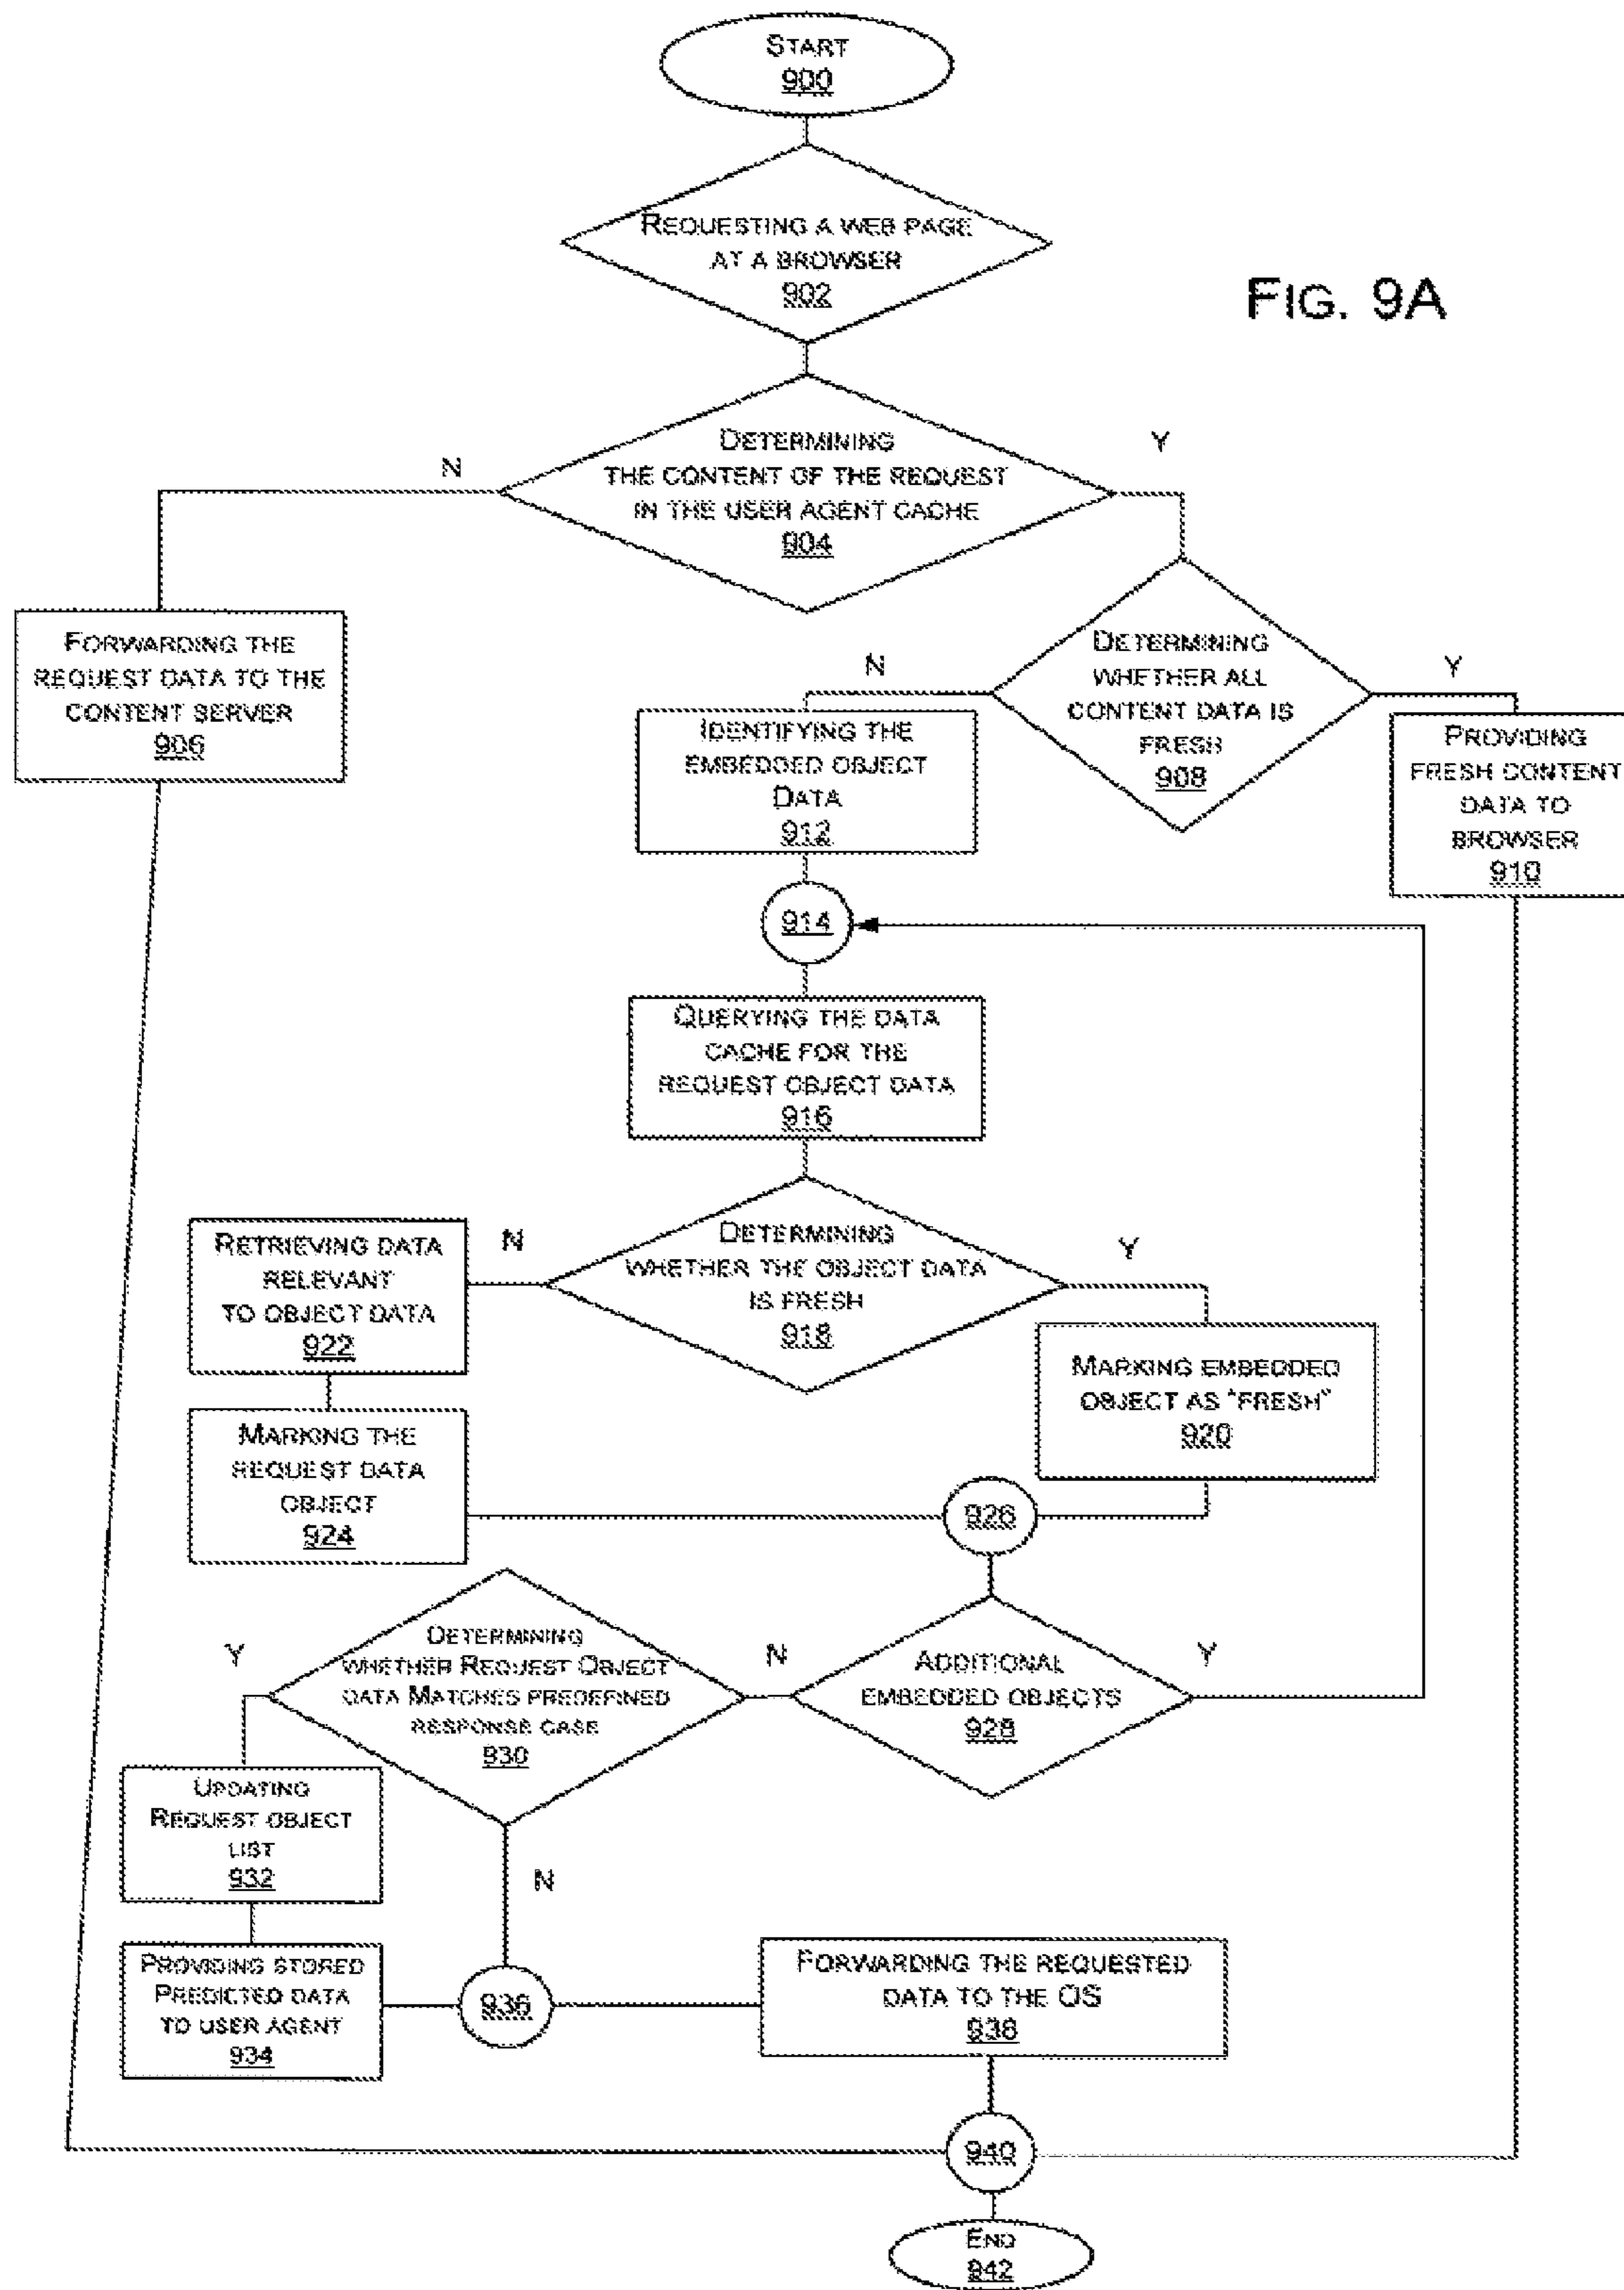 START
900
REQUESTING A WEB PAGE
AT A BROWSER
902
FIG. 9A
DETERMINING
THE CONTENT OF THE REQUEST
IN THE USER AGENT CACHE
904
N
Y
FORWARDING THE
REQUEST DATA TO THE
CONTENT SERVER
906
DETERMINING
WHETHER ALL
CONTENT DATA IS
FRESH
908
N
Y
IDENTIFYING THE
EMBEDDED OBJECT
DATA
912
PROVIDING
FRESH CONTENT
DATA TO
BROWSER
910
914
QUERYING THE DATA
CACHE FOR THE
REQUEST OBJECT DATA
916
DETERMINING
WHETHER THE OBJECT DATA
IS FRESH
918
N
Y
RETRIEVING DATA
RELEVANT
TO OBJECT DATA
922
MARKING EMBEDDED
OBJECT AS "FRESH"
920
MARKING THE
REQUEST DATA
OBJECT
924
926
DETERMINING
WHETHER REQUEST OBJECT
DATA MATCHES PREDEFINED
RESPONSE CASE
930
Y
N
ADDITIONAL
EMBEDDED OBJECTS
928
Y
UPDATING
REQUEST OBJECT
LIST
932
N
PROVIDING STORED
PREDICTED DATA
TO USER AGENT
934
936
FORWARDING THE REQUESTED
DATA TO THE OS
938
940
END
942